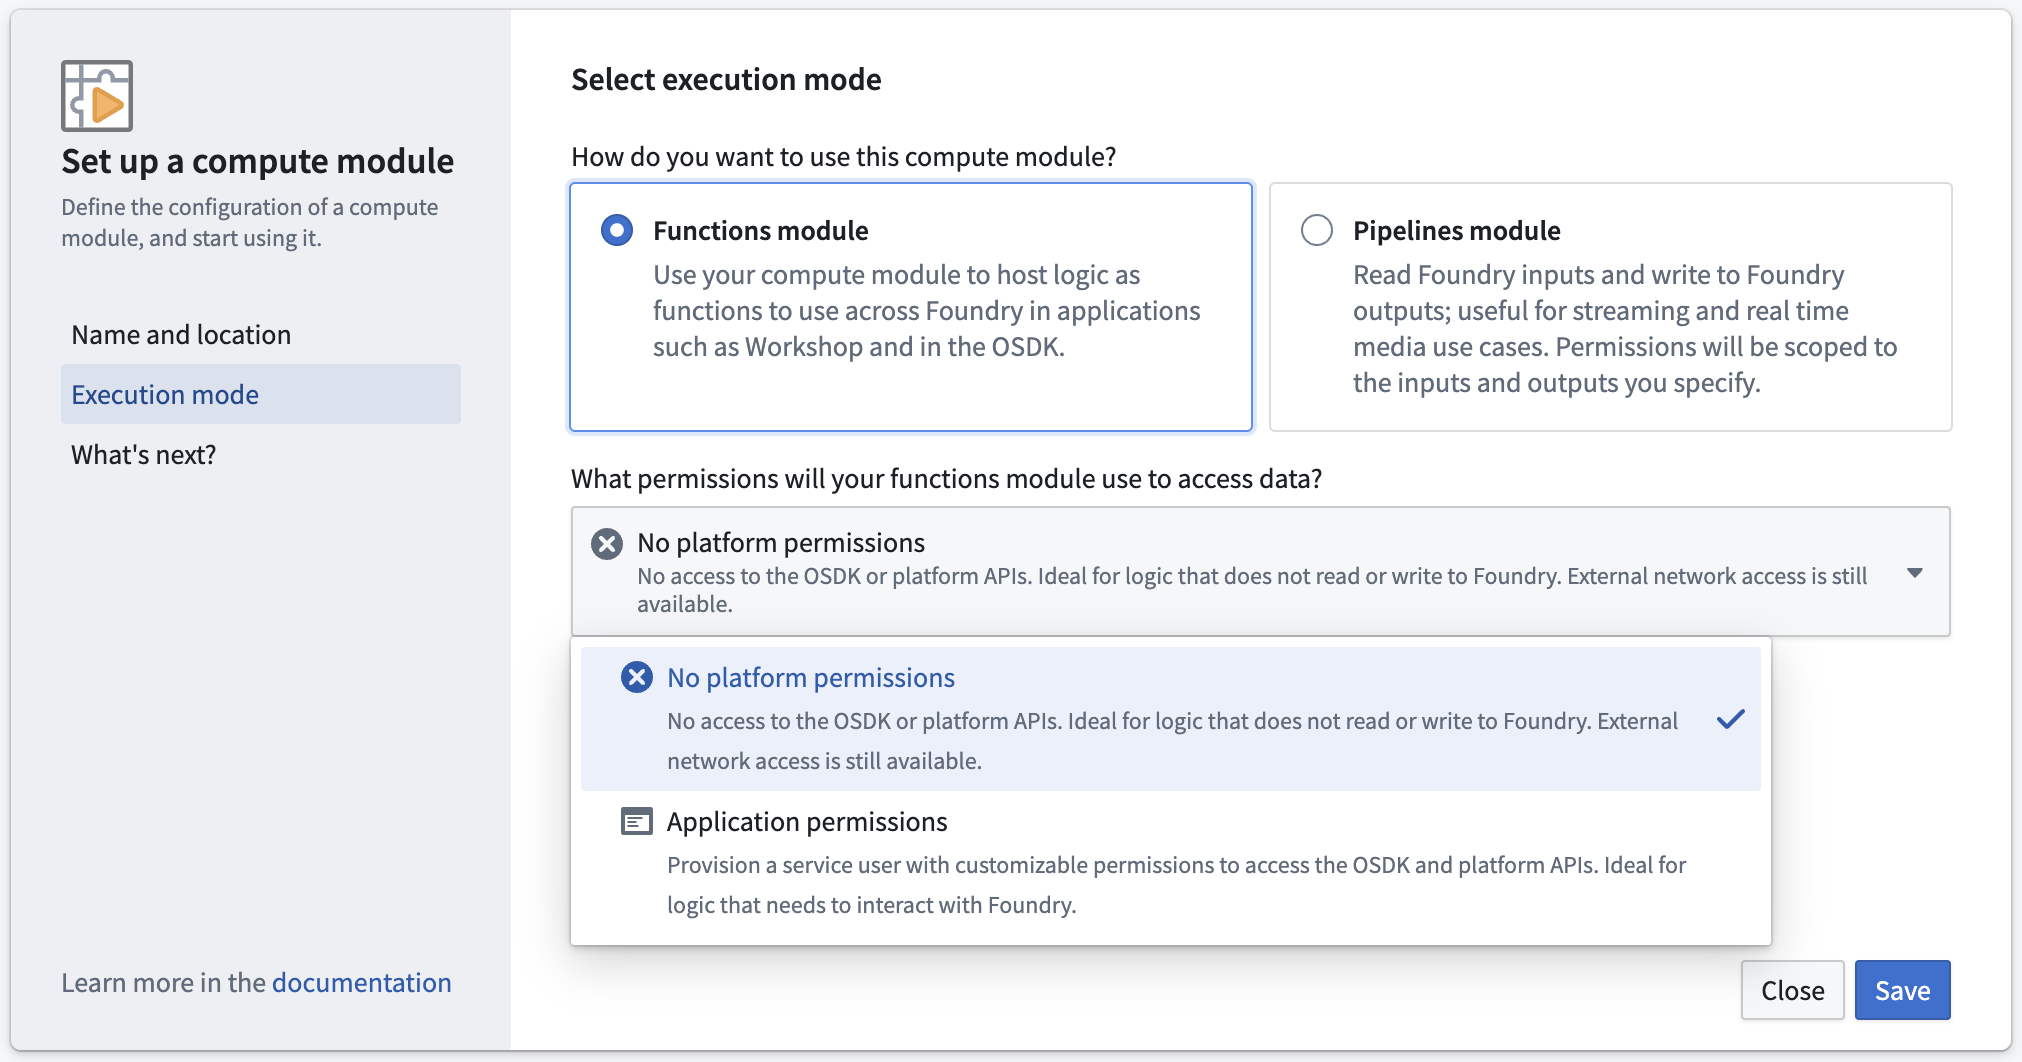 Set up a compute module
Define the configuration of a compute
module, and start using it.
Name and location
Execution mode
What's next?
Learn more in the documentation
Select execution mode
How do you want to use this compute module?
Functions module
Use your compute module to host logic as
functions to use across Foundry in applications
such as Workshop and in the OSDK.
Pipelines module
Read Foundry inputs and write to Foundry
outputs; useful for streaming and real time
media use cases. Permissions will be scoped to
the inputs and outputs you specify.
What permissions will your functions module use to access data?
No platform permissions
No access to the OSDK or platform APIs. Ideal for logic that does not read or write to Foundry. External network access is still
available.
No platform permissions
No access to the OSDK or platform APIs. Ideal for logic that does not read or write to Foundry. External
network access is still available.
Application permissions
Provision a service user with customizable permissions to access the OSDK and platform APIs. Ideal for
logic that needs to interact with Foundry.
Close
Save